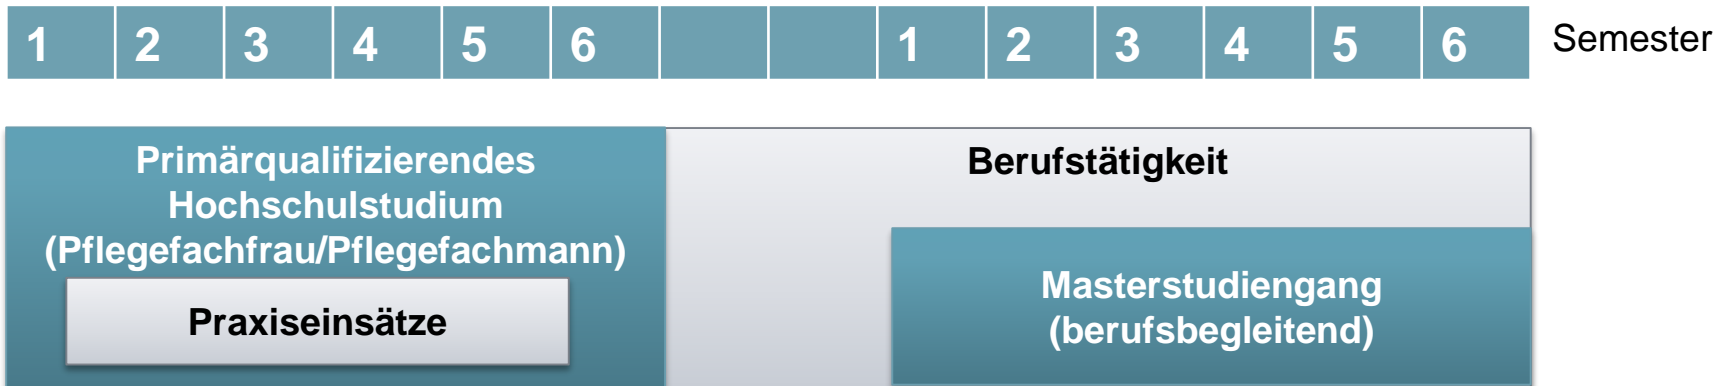 1 2 3 4 5 6 1 2 3 4 5 6 Semester
Primärqualifizierendes
Hochschulstudium
(Pflegefachfrau/Pflegefachmann)
Praxiseinsätze
Berufstätigkeit
Masterstudiengang
(berufsbegleitend)